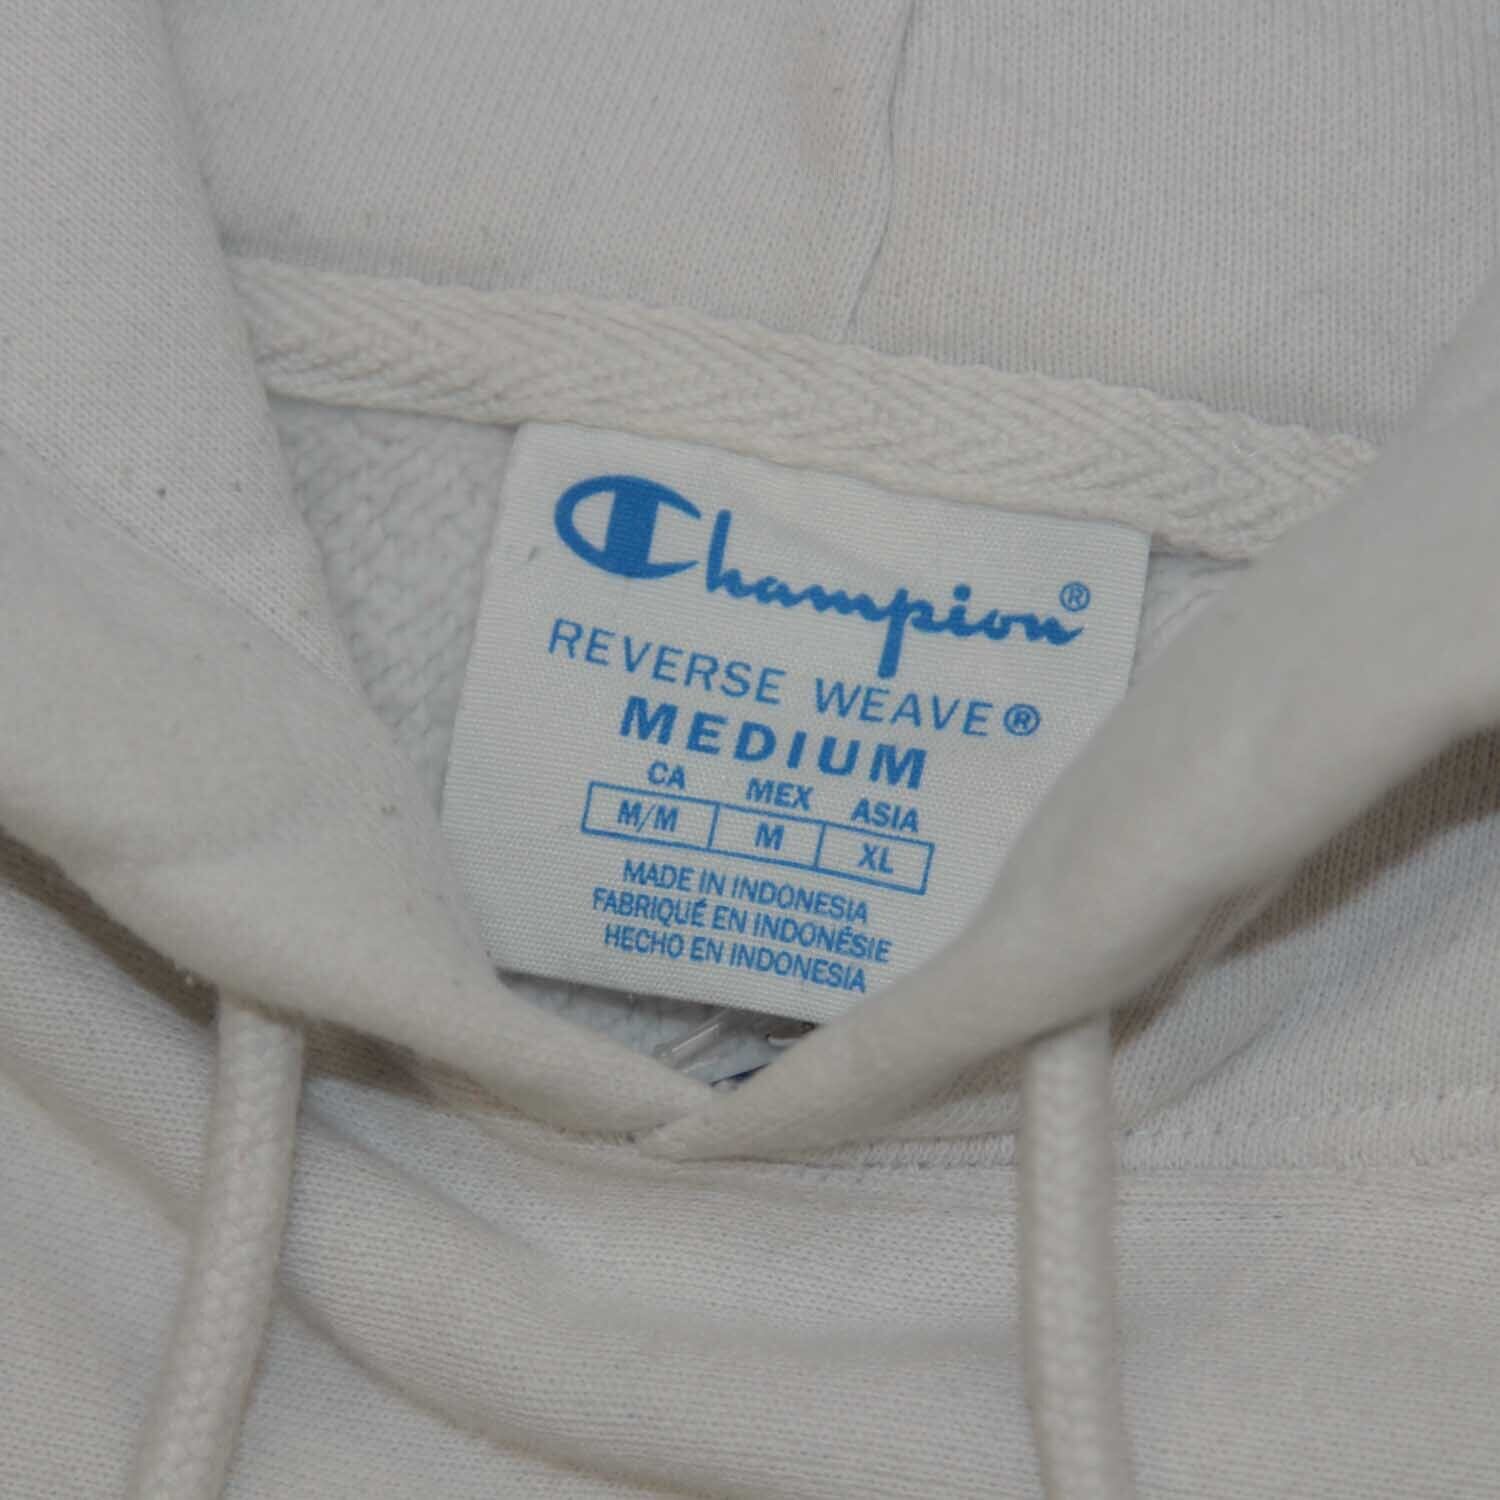 Champion®
REVERSE WEAVE®
MEDIUM
CA MEX ASIA
M/M M XL
MADE IN INDONESIA
FABRIQUÉ EN INDONÉSIE
HECHO EN INDONESIA